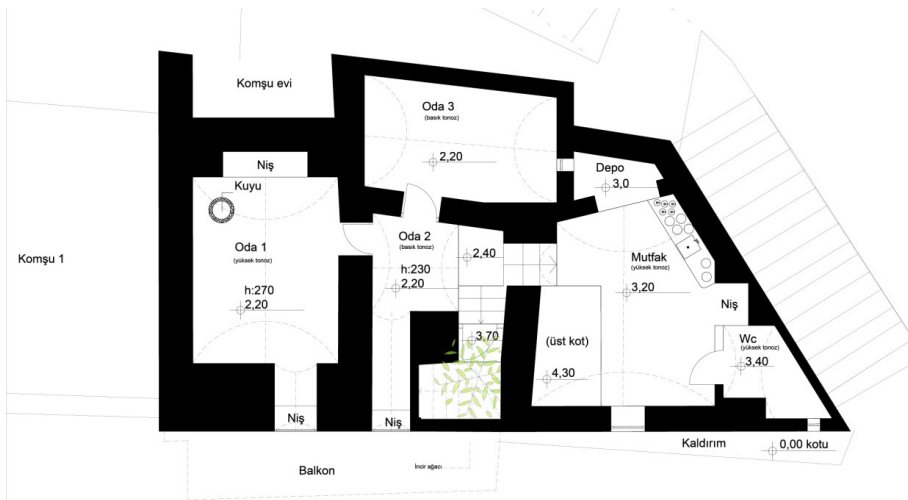 Komşu evi
Oda 3
(basık tonoz)
2,20
Niş
Depo
3,0
Kuyu
Oda 1
(yüksek tonoz)
h:270
2,20
Oda 2
(basık tonoz)
h:230
2,20
2,40
Mutfak
(yüksek tonoz)
3,20
Komşu 1
Niş
3,70
(üst kot)
4,30
Wc
(yüksek tonoz)
3,40
Niş
Niş
Kaldırım
0,00 kotu
Balkon
İncir ağacı